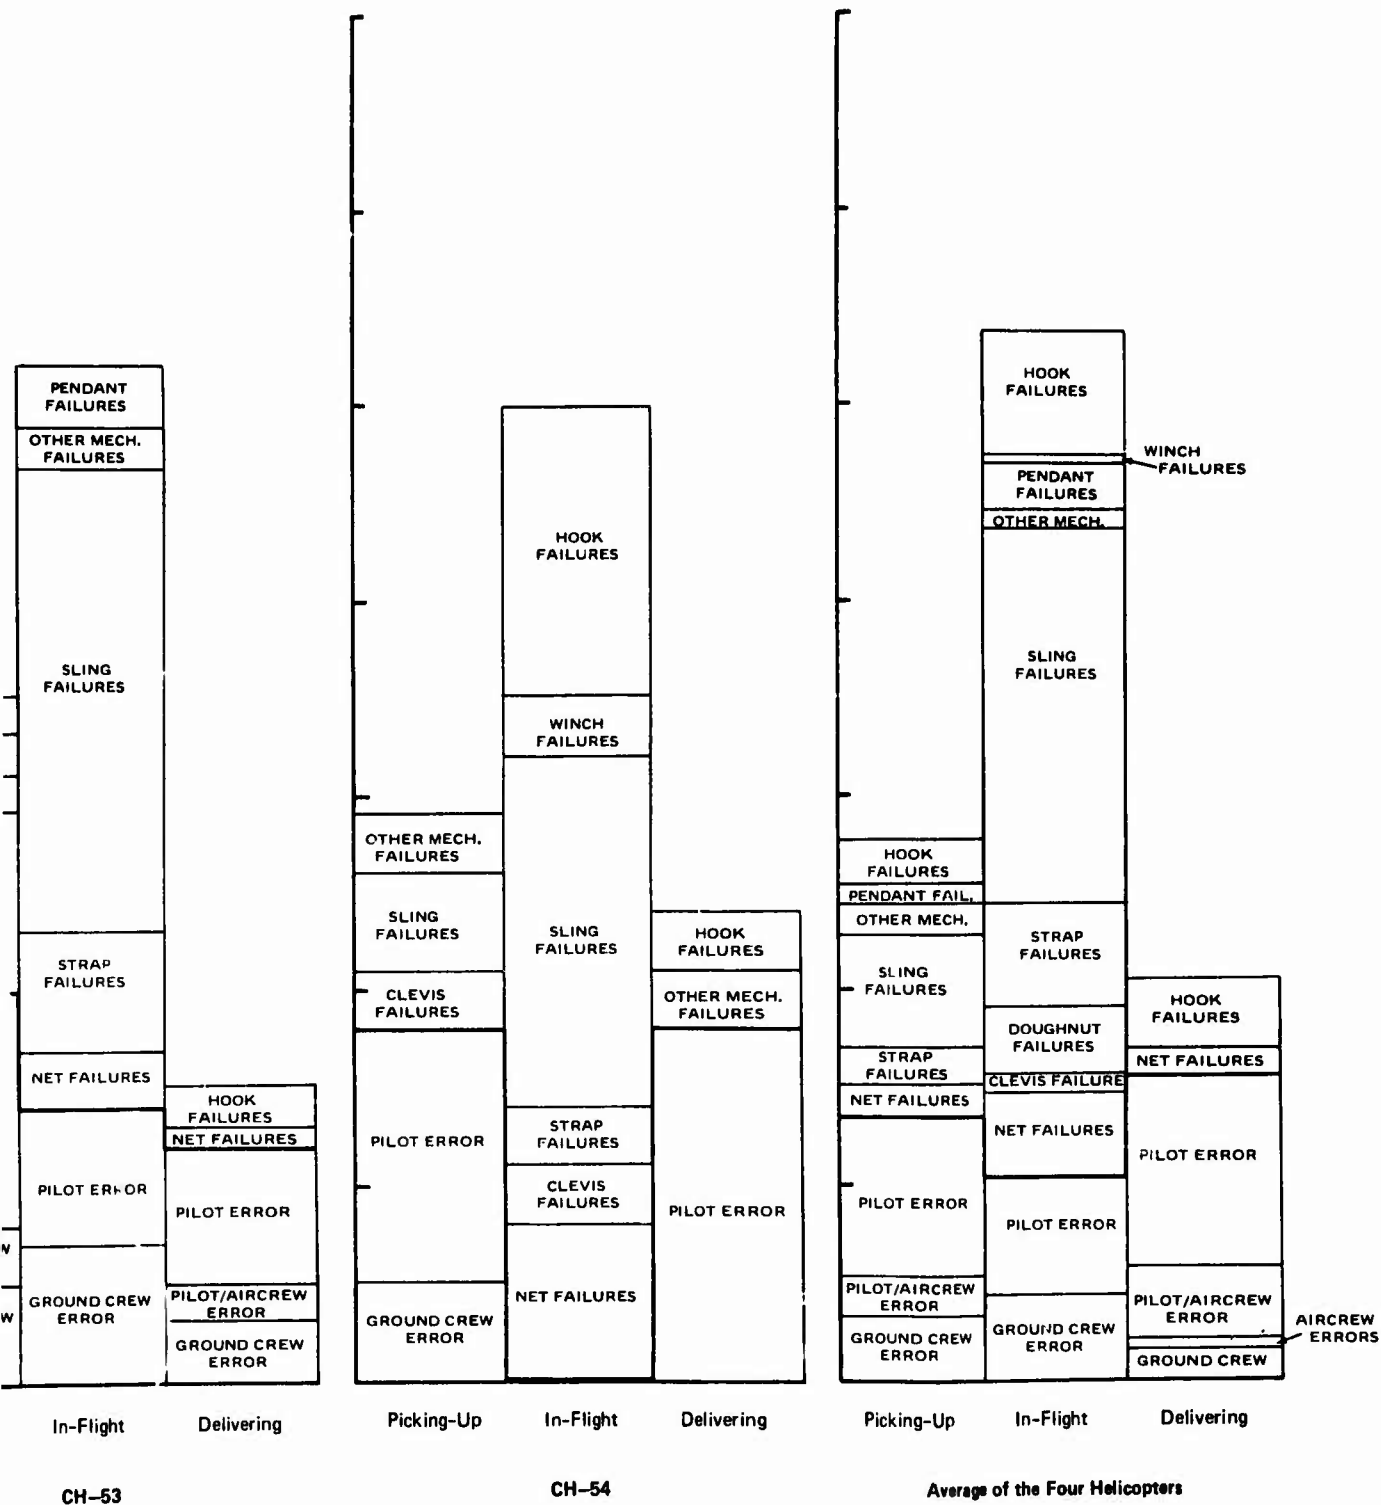 PENDANT
FAILURES
OTHER MECH.
FAILURES
SLING
FAILURES
STRAP
FAILURES
NET FAILURES
PILOT ERROR
GROUND CREW
ERROR
HOOK
FAILURES
NET FAILURES
PILOT ERROR
PILOT/AIRCREW
ERROR
GROUND CREW
ERROR
W
W
In-Flight
Delivering
CH-53
OTHER MECH.
FAILURES
SLING
FAILURES
CLEVIS
FAILURES
PILOT ERROR
GROUND CREW
ERROR
HOOK
FAILURES
WINCH
FAILURES
SLING
FAILURES
STRAP
FAILURES
CLEVIS
FAILURES
NET FAILURES
HOOK
FAILURES
OTHER MECH.
FAILURES
PILOT ERROR
Picking-Up
In-Flight
Delivering
CH-54
HOOK
FAILURES
PENDANT FAIL.
OTHER MECH.
SLING
FAILURES
STRAP
FAILURES
NET FAILURES
PILOT ERROR
PILOT/AIRCREW
ERROR
GROUND CREW
ERROR
HOOK
FAILURES
WINCH
FAILURES
PENDANT
FAILURES
OTHER MECH.
SLING
FAILURES
STRAP
FAILURES
DOUGHNUT
FAILURES
CLEVIS FAILURE
NET FAILURES
PILOT ERROR
GROUND CREW
ERROR
HOOK
FAILURES
NET FAILURES
PILOT ERROR
PILOT/AIRCREW
ERROR
AIRCREW
ERRORS
GROUND CREW
Picking-Up
In-Flight
Delivering
Average of the Four Helicopters